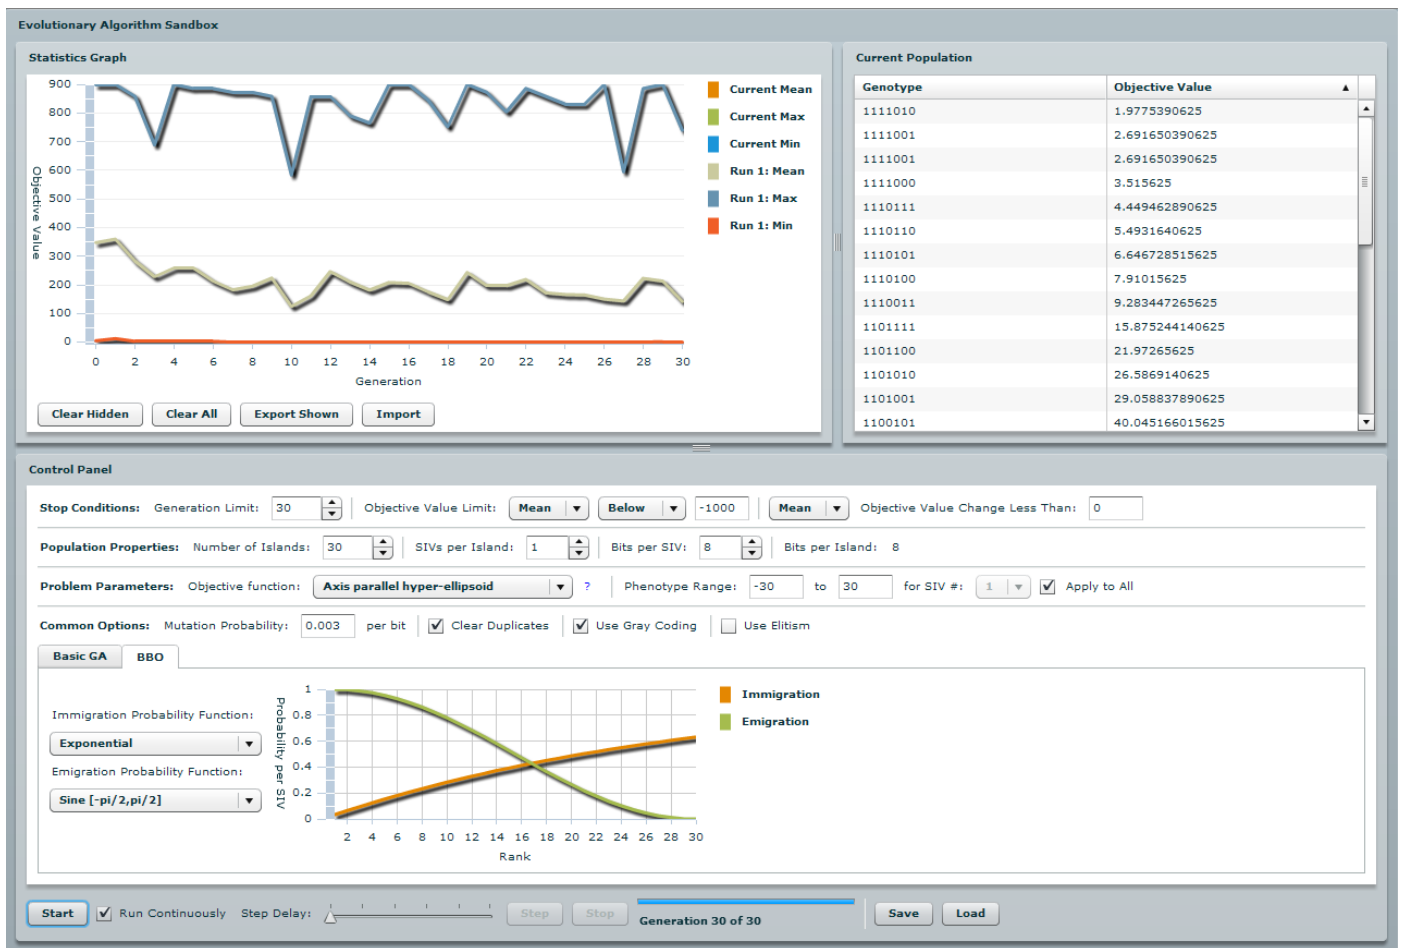 Evolutionary Algorithm Sandbox
Statistics Graph
900
800
700
600
500
400
300
200
100
0
Objective Value
0 2 4 6 8 10 12 14 16 18 20 22 24 26 28 30
Generation
Current Mean
Current Max
Current Min
Run 1: Mean
Run 1: Max
Run 1: Min
Clear Hidden Clear All Export Shown Import
Current Population
Genotype Objective Value
1111010 1.9775390625
1111001 2.691650390625
1111001 2.691650390625
1111000 3.515625
1110111 4.449462890625
1110110 5.4931640625
1110101 6.646728515625
1110100 7.91015625
1110011 9.283447265625
1101111 15.875244140625
1101100 21.97265625
1101010 26.5869140625
1101001 29.058837890625
1100101 40.045166015625
Control Panel
Stop Conditions: Generation Limit: 30 Objective Value Limit: Mean Below -1000 Mean Objective Value Change Less Than: 0
Population Properties: Number of Islands: 30 SIVs per Island: 1 Bits per SIV: 8 Bits per Island: 8
Problem Parameters: Objective function: Axis parallel hyper-ellipsoid ? Phenotype Range: -30 to 30 for SIV #: 1 Apply to All
Common Options: Mutation Probability: 0.003 per bit Clear Duplicates Use Gray Coding Use Elitism
Basic GA BBO
Immigration Probability Function:
Exponential
Emigration Probability Function:
Sine [-pi/2,pi/2]
Probability per SIV
1
0.8
0.6
0.4
0.2
0
2 4 6 8 10 12 14 16 18 20 22 24 26 28 30
Rank
Immigration
Emigration
Start Run Continuously Step Delay: Step Stop Generation 30 of 30 Save Load